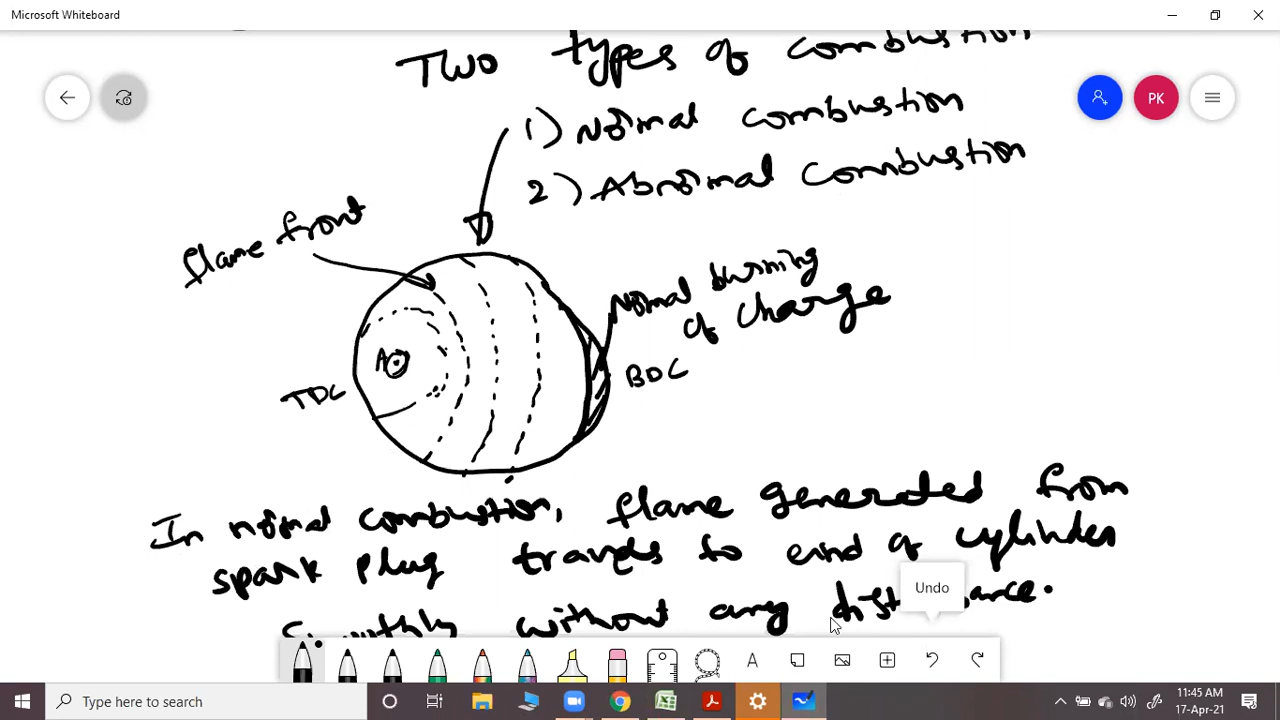 Microsoft Whiteboard
Two types of combustion
1) Normal combustion
2) Abnormal combustion
PK
flame front
Normal burning
of charge
A
TDC
BDC
In normal combustion, flame generated from
spark plug travels to end of cylinder
Smoothly without any disturbance.
Undo
A
Type here to search
11:45 AM
17-Apr-21